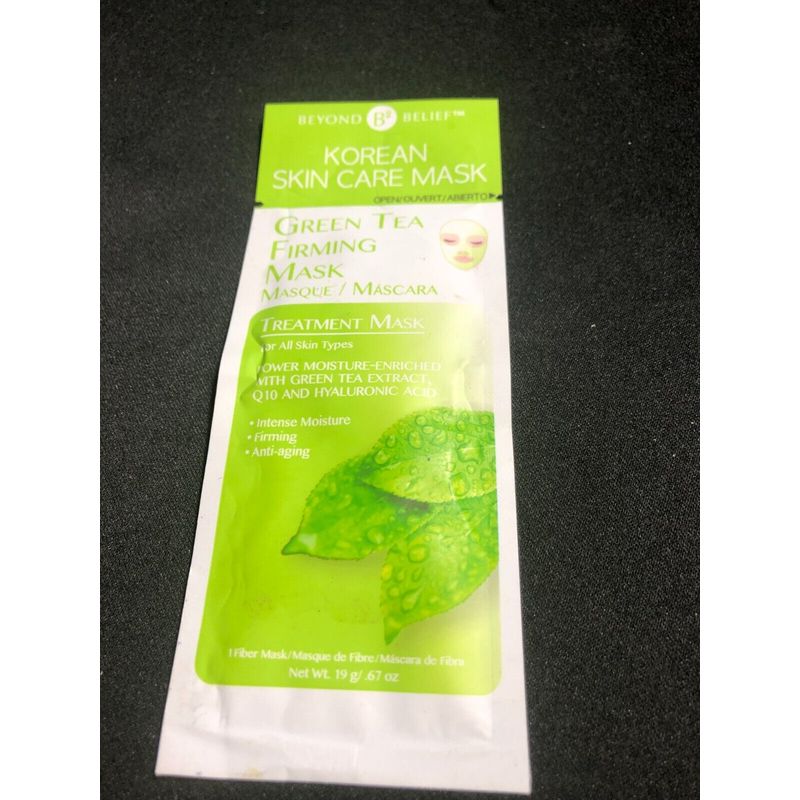 BEYOND B² BELIEF™
KOREAN
SKIN CARE MASK
OPEN/OUVERT/ABIERTO
GREEN TEA
FIRMING
MASK
MASQUE / MÁSCARA
TREATMENT MASK
For All Skin Types
POWER MOISTURE-ENRICHED
WITH GREEN TEA EXTRACT,
Q10 AND HYALURONIC ACID
• Intense Moisture
• Firming
• Anti-aging
1 Fiber Mask/Masque de Fibre/Máscara de Fibra
Net Wt. 19 g/ .67 oz